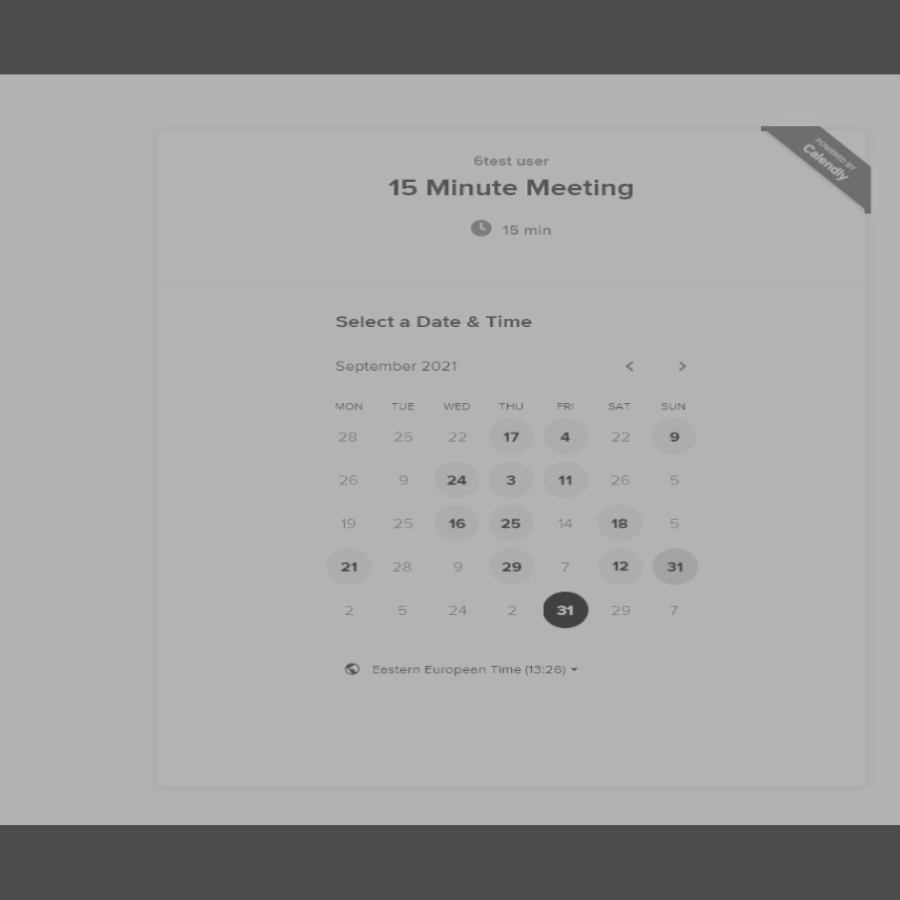 POWERED BY
Calendly
6test user
15 Minute Meeting
15 min
Select a Date & Time
September 2021
MON TUE WED THU FRI SAT SUN
28 25 22 17 4 22 9
26 9 24 3 11 26 5
19 25 16 25 14 18 5
21 28 9 29 7 12 31
2 5 24 2 31 29 7
Eastern European Time (13:26)